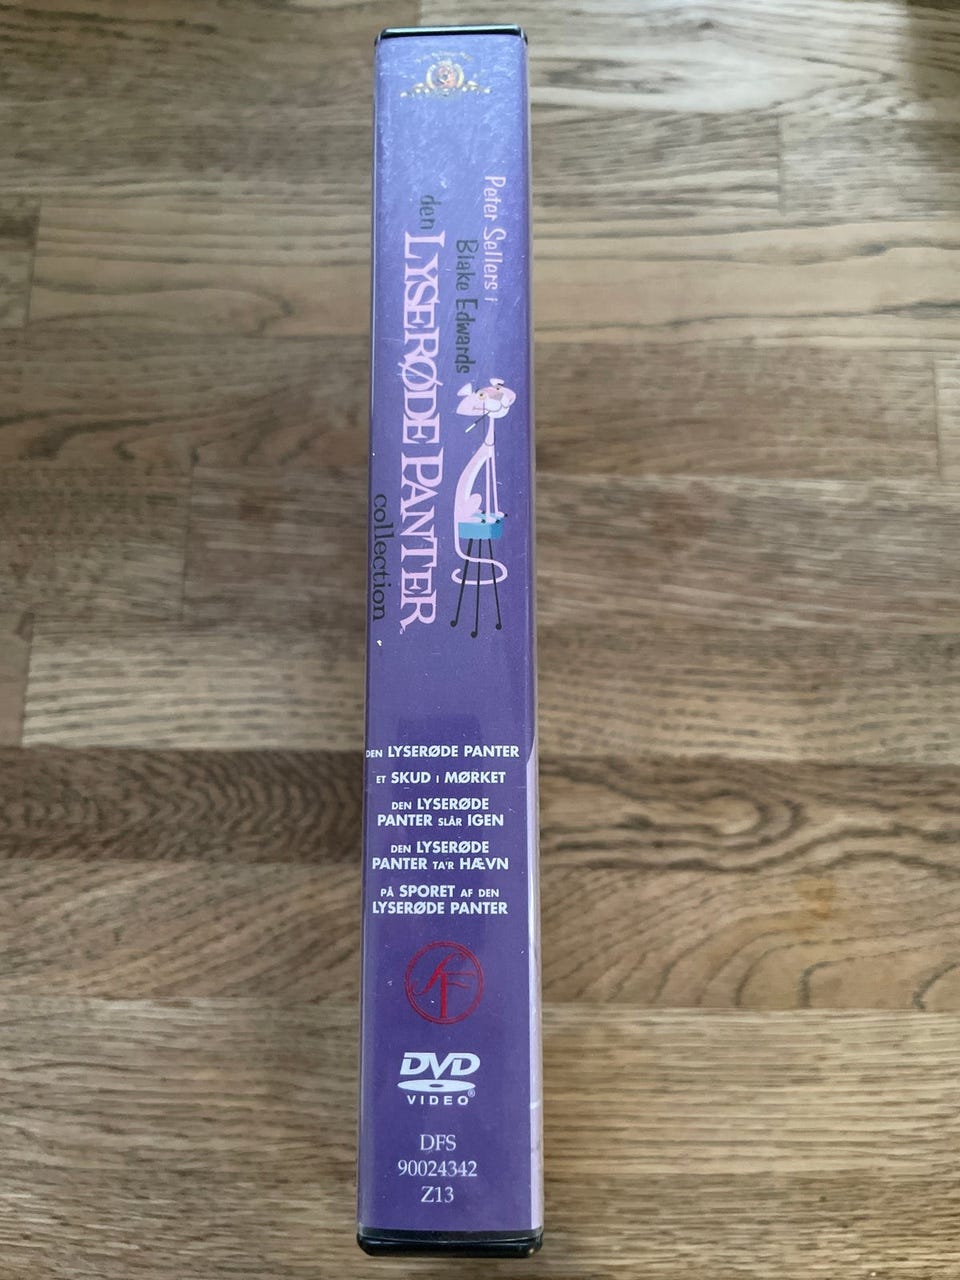 Peter Sellers i
Blake Edwards
den LYSERØDE PANTER
collection
DEN LYSERØDE PANTER
ET SKUD I MØRKET
DEN LYSERØDE
PANTER SLÅR IGEN
DEN LYSERØDE
PANTER TA'R HÆVN
PÅ SPORET AF DEN
LYSERØDE PANTER
SF
DVD
VIDEO®
DFS
90024342
Z13